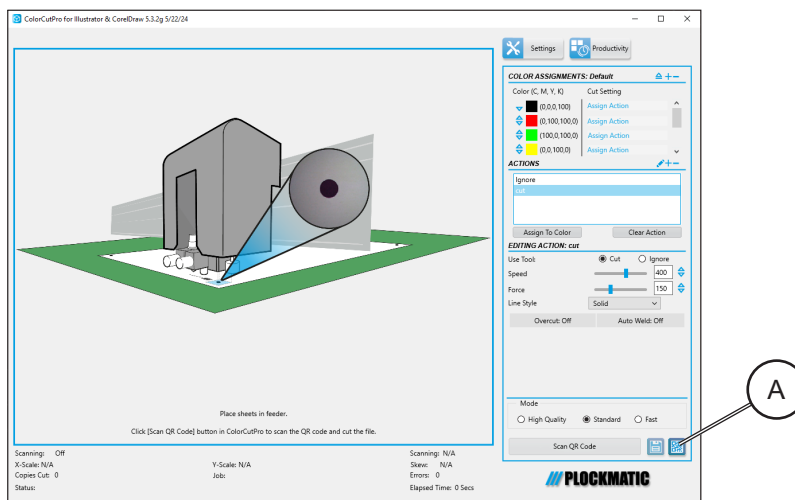 ColorCutPro for Illustrator & CorelDraw 5.3.2g 5/22/24
Settings
Productivity
COLOR ASSIGNMENTS: Default
Color (C, M, Y, K) Cut Setting
(0,0,0,100) Assign Action
(0,100,100,0) Assign Action
(100,0,100,0) Assign Action
(0,0,100,0) Assign Action
ACTIONS
Ignore
cut
Assign To Color Clear Action
EDITING ACTION: cut
Use Tool: Cut Ignore
Speed 400
Force 150
Line Style Solid
Overcut: Off Auto Weld: Off
A
Mode
High Quality Standard Fast
Scan QR Code
Place sheets in feeder.
Click [Scan QR Code] button in ColorCutPro to scan the QR code and cut the file.
Scanning: Off Scanning: N/A
X-Scale: N/A Y-Scale: N/A Skew: N/A
Copies Cut: 0 Job: Errors: 0
Status: Elapsed Time: 0 Secs
PLOCKMATIC